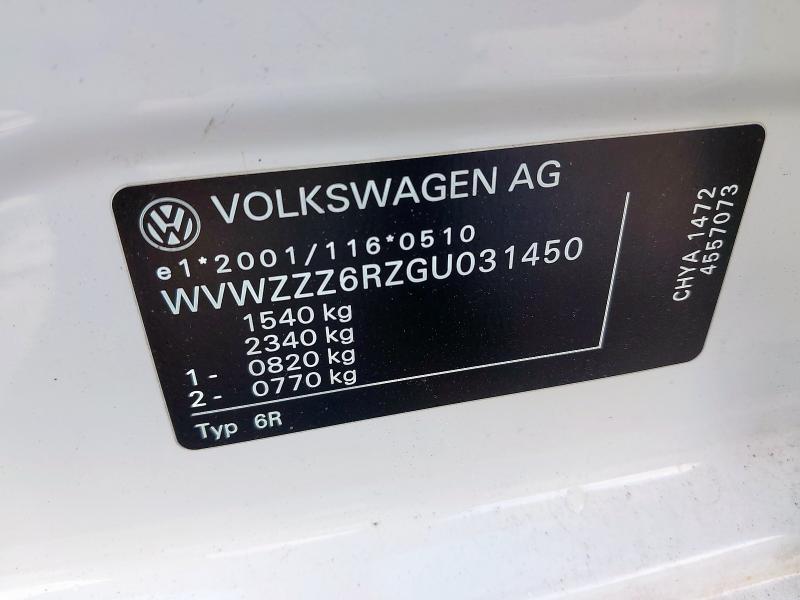 VOLKSWAGEN AG
e1*2001/116*0510
WVWZZZ6RZGU031450
1540 kg
2340 kg
1- 0820 kg
2- 0770 kg
Typ 6R
CHYA 1472
4557073